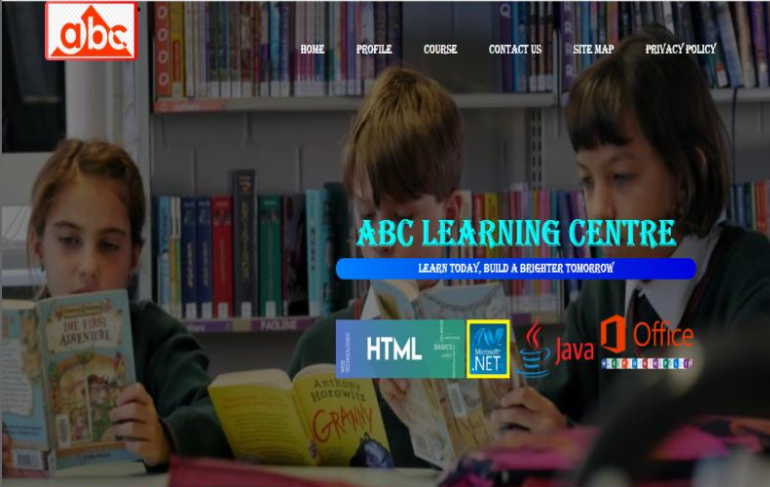 abc
HOME PROFILE COURSE CONTACT US SITE MAP PRIVACY POLICY
ABC LEARNING CENTRE
LEARN TODAY, BUILD A BRIGHTER TOMORROW
HTML
BASICS
Microsoft
.NET
Java
Office
THE FIRST
ADVENTURE
Anthony
Horowitz
GRANNY
PAOLINE